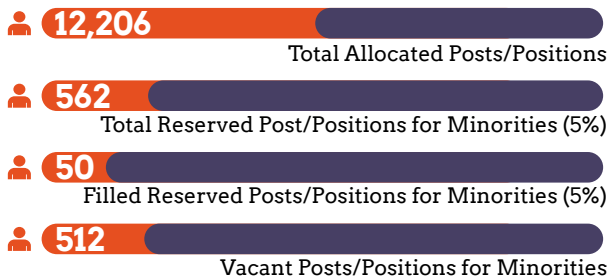 12,206
Total Allocated Posts/Positions
562
Total Reserved Post/Positions for Minorities (5%)
50
Filled Reserved Posts/Positions for Minorities (5%)
512
Vacant Posts/Positions for Minorities